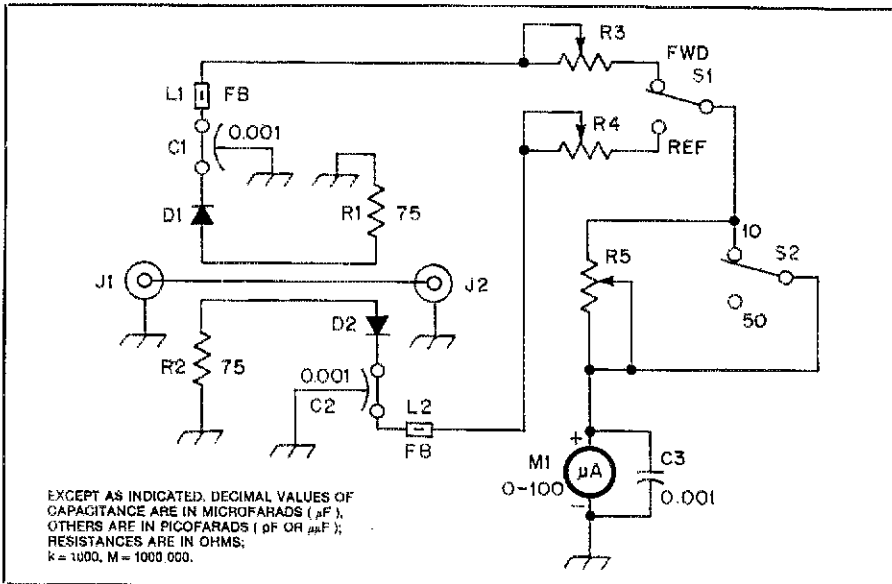 R3
FWD
S1
L1 FB
0.001
C1
R4
REF
D1
R1 75
10
S2
R5
J1
J2
50
D2
R2 75
0.001
C2
L2
FB
+
M1
μA
C3
0-100
0.001
-
EXCEPT AS INDICATED, DECIMAL VALUES OF
CAPACITANCE ARE IN MICROFARADS ( μF ),
OTHERS ARE IN PICOFARADS ( pF OR μμF );
RESISTANCES ARE IN OHMS;
k = 1000, M = 1000 000.